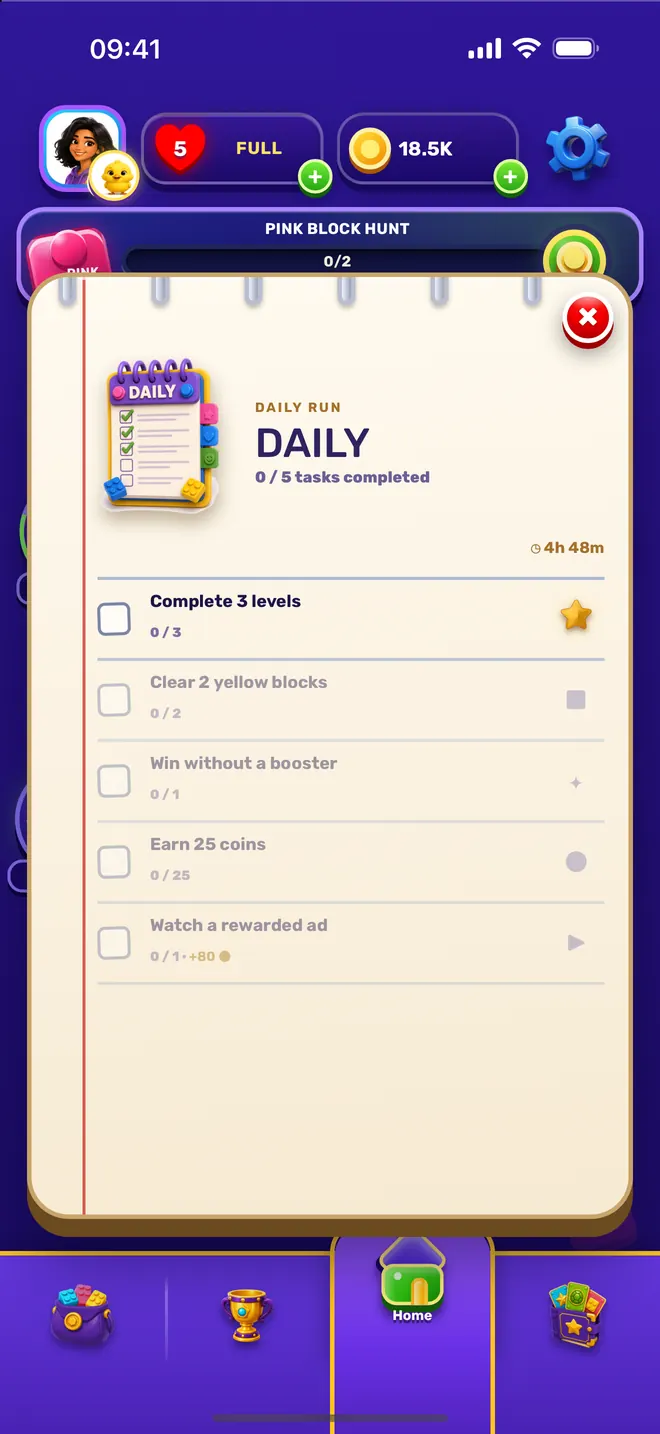 09:41
5
FULL
18.5K
PINK BLOCK HUNT
PINK
0/2
DAILY
DAILY RUN
DAILY
0 / 5 tasks completed
4h 48m
Complete 3 levels
0 / 3
Clear 2 yellow blocks
0 / 2
Win without a booster
0 / 1
Earn 25 coins
0 / 25
Watch a rewarded ad
0 / 1 • +80
Home